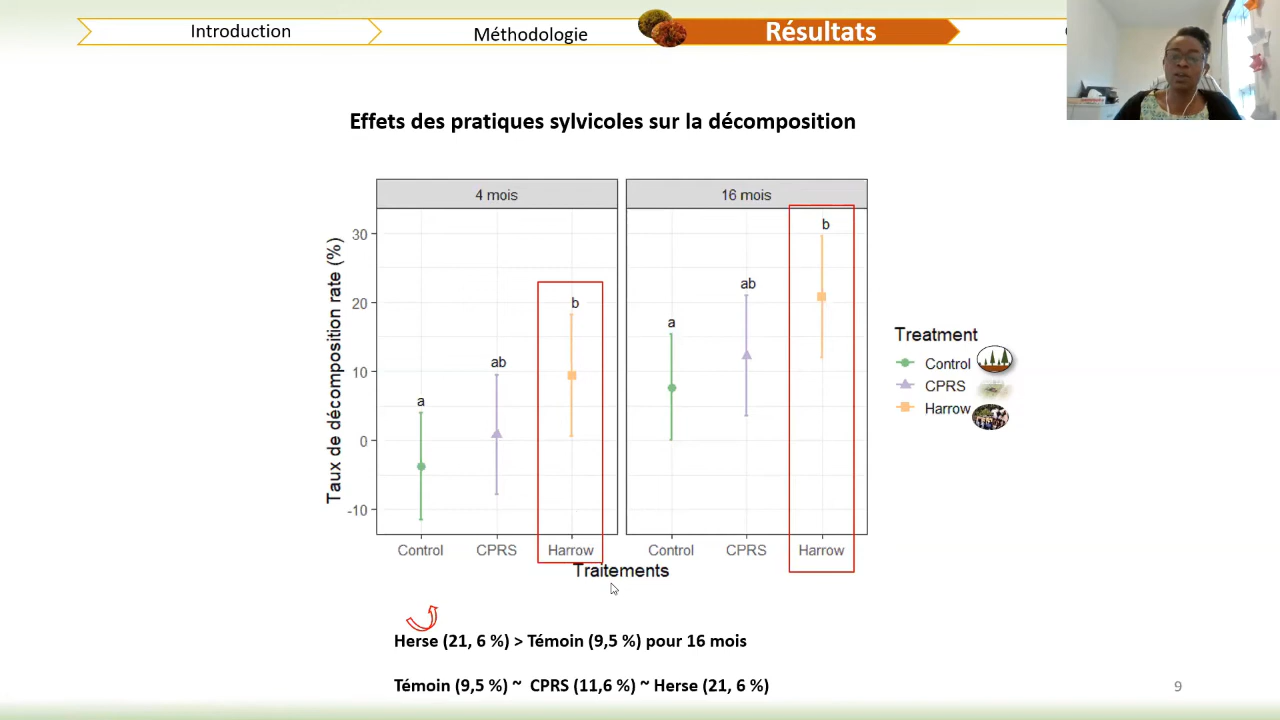 Introduction
Méthodologie
Résultats
Effets des pratiques sylvicoles sur la décomposition
4 mois
16 mois
Taux de décomposition rate (%)
30
20
10
0
-10
a
ab
b
a
ab
b
Control
CPRS
Harrow
Control
CPRS
Harrow
Traitements
Treatment
Control
CPRS
Harrow
Herse (21, 6 %) > Témoin (9,5 %) pour 16 mois
Témoin (9,5 %) ~ CPRS (11,6 %) ~ Herse (21, 6 %)
9